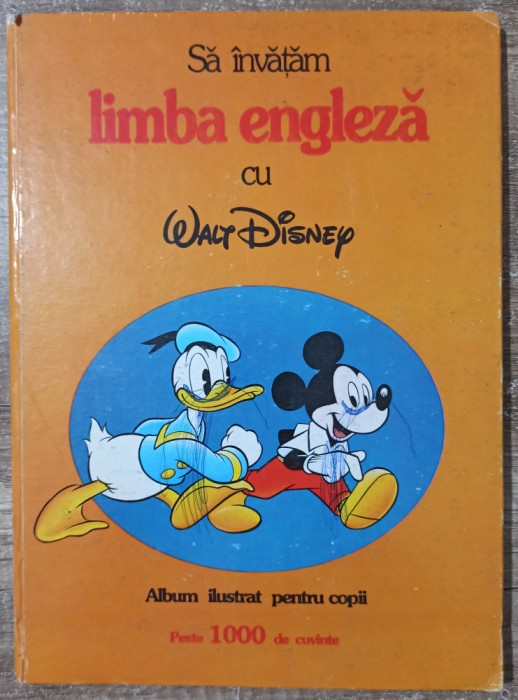 Să învățăm
limba engleză
cu
Walt Disney
Album ilustrat pentru copii
Peste 1000 de cuvinte